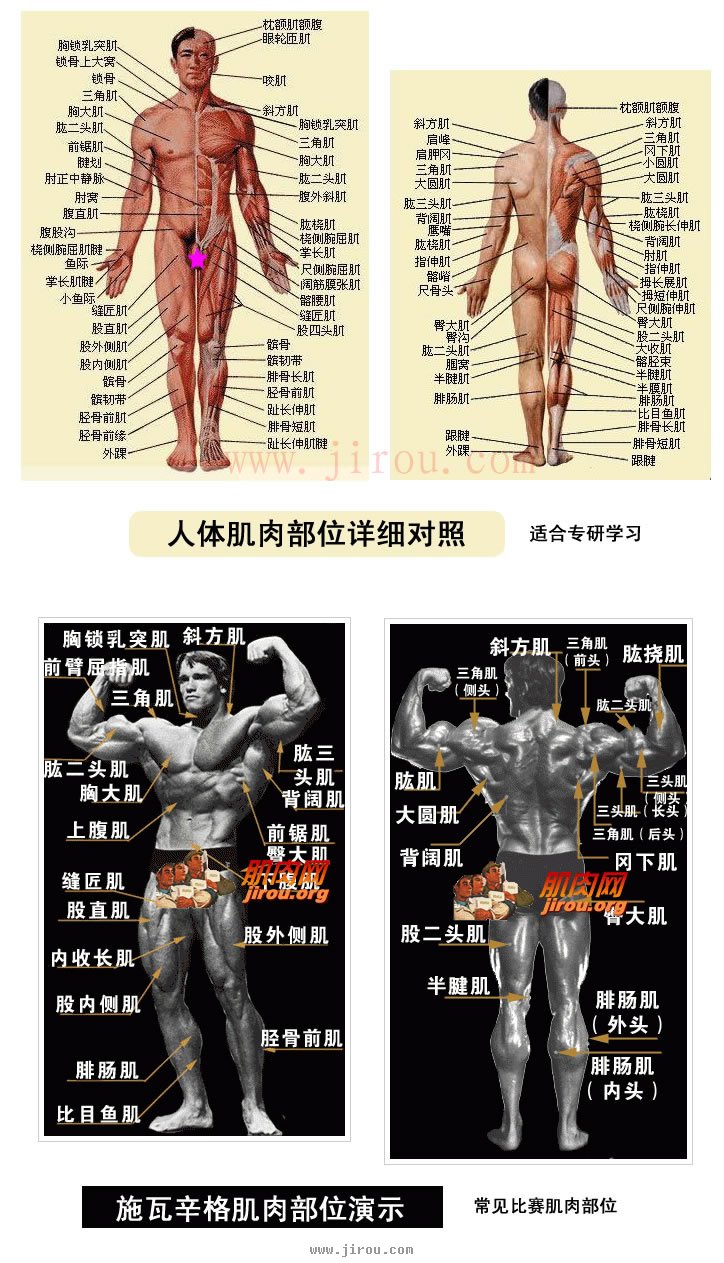 枕额肌额腹
眼轮匝肌
咬肌
斜方肌
胸锁乳突肌
三角肌
胸大肌
肱二头肌
腹外斜肌
肱桡肌
桡侧腕屈肌
掌长肌
尺侧腕屈肌
阔筋膜张肌
髂腰肌
缝匠肌
股四头肌
髌骨
髌韧带
腓骨长肌
胫骨前肌
趾长伸肌
腓骨短肌
趾长伸肌腱
胸锁乳突肌
锁骨上大窝
锁骨
三角肌
胸大肌
肱二头肌
前锯肌
腱划
肘正中静脉
肘窝
腹直肌
腹股沟
桡侧腕屈肌腱
鱼际
掌长肌腱
小鱼际
缝匠肌
股直肌
股外侧肌
股内侧肌
髌骨
髌韧带
胫骨前肌
胫骨前缘
外踝
斜方肌
肩峰
肩胛冈
三角肌
大圆肌
肱三头肌
背阔肌
鹰嘴
肱桡肌
指伸肌
髂嵴
尺骨头
臀大肌
臀沟
肱二头肌
腘窝
半腱肌
腓肠肌
跟腱
外踝
枕额肌额腹
斜方肌
三角肌
冈下肌
小圆肌
大圆肌
肱三头肌
肱桡肌
桡侧腕长伸肌
背阔肌
肘肌
指伸肌
拇长展肌
拇短伸肌
尺侧腕伸肌
臀大肌
股二头肌
大收肌
髂胫束
半腱肌
半膜肌
腓肠肌
比目鱼肌
腓骨长肌
腓骨短肌
跟腱
www.jirou.com
人体肌肉部位详细对照
适合专研学习
胸锁乳突肌
斜方肌
前臂屈指肌
三角肌
肱二头肌
胸大肌
上腹肌
肱三
头肌
背阔肌
前锯肌
臀大肌
下腹肌
缝匠肌
股直肌
内收长肌
股内侧肌
股外侧肌
胫骨前肌
腓肠肌
比目鱼肌
肌肉网
jirou.org
斜方肌
三角肌
（前头）
肱挠肌
三角肌
（侧头）
肱二头肌
肱肌
大圆肌
背阔肌
三头肌
（侧头）
三头肌（长头）
三角肌（后头）
冈下肌
肌肉网
jirou.org
臀大肌
股二头肌
半腱肌
腓肠肌
（外头）
腓肠肌
（内头）
施瓦辛格肌肉部位演示
常见比赛肌肉部位
www.jirou.com